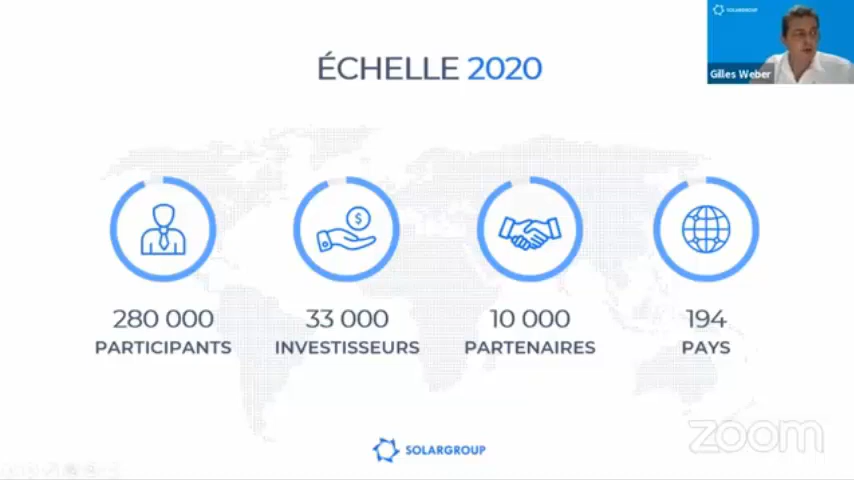 SOLARGROUP
Gilles Weber
ÉCHELLE 2020
$
280 000
PARTICIPANTS
33 000
INVESTISSEURS
10 000
PARTENAIRES
194
PAYS
SOLARGROUP
zoom